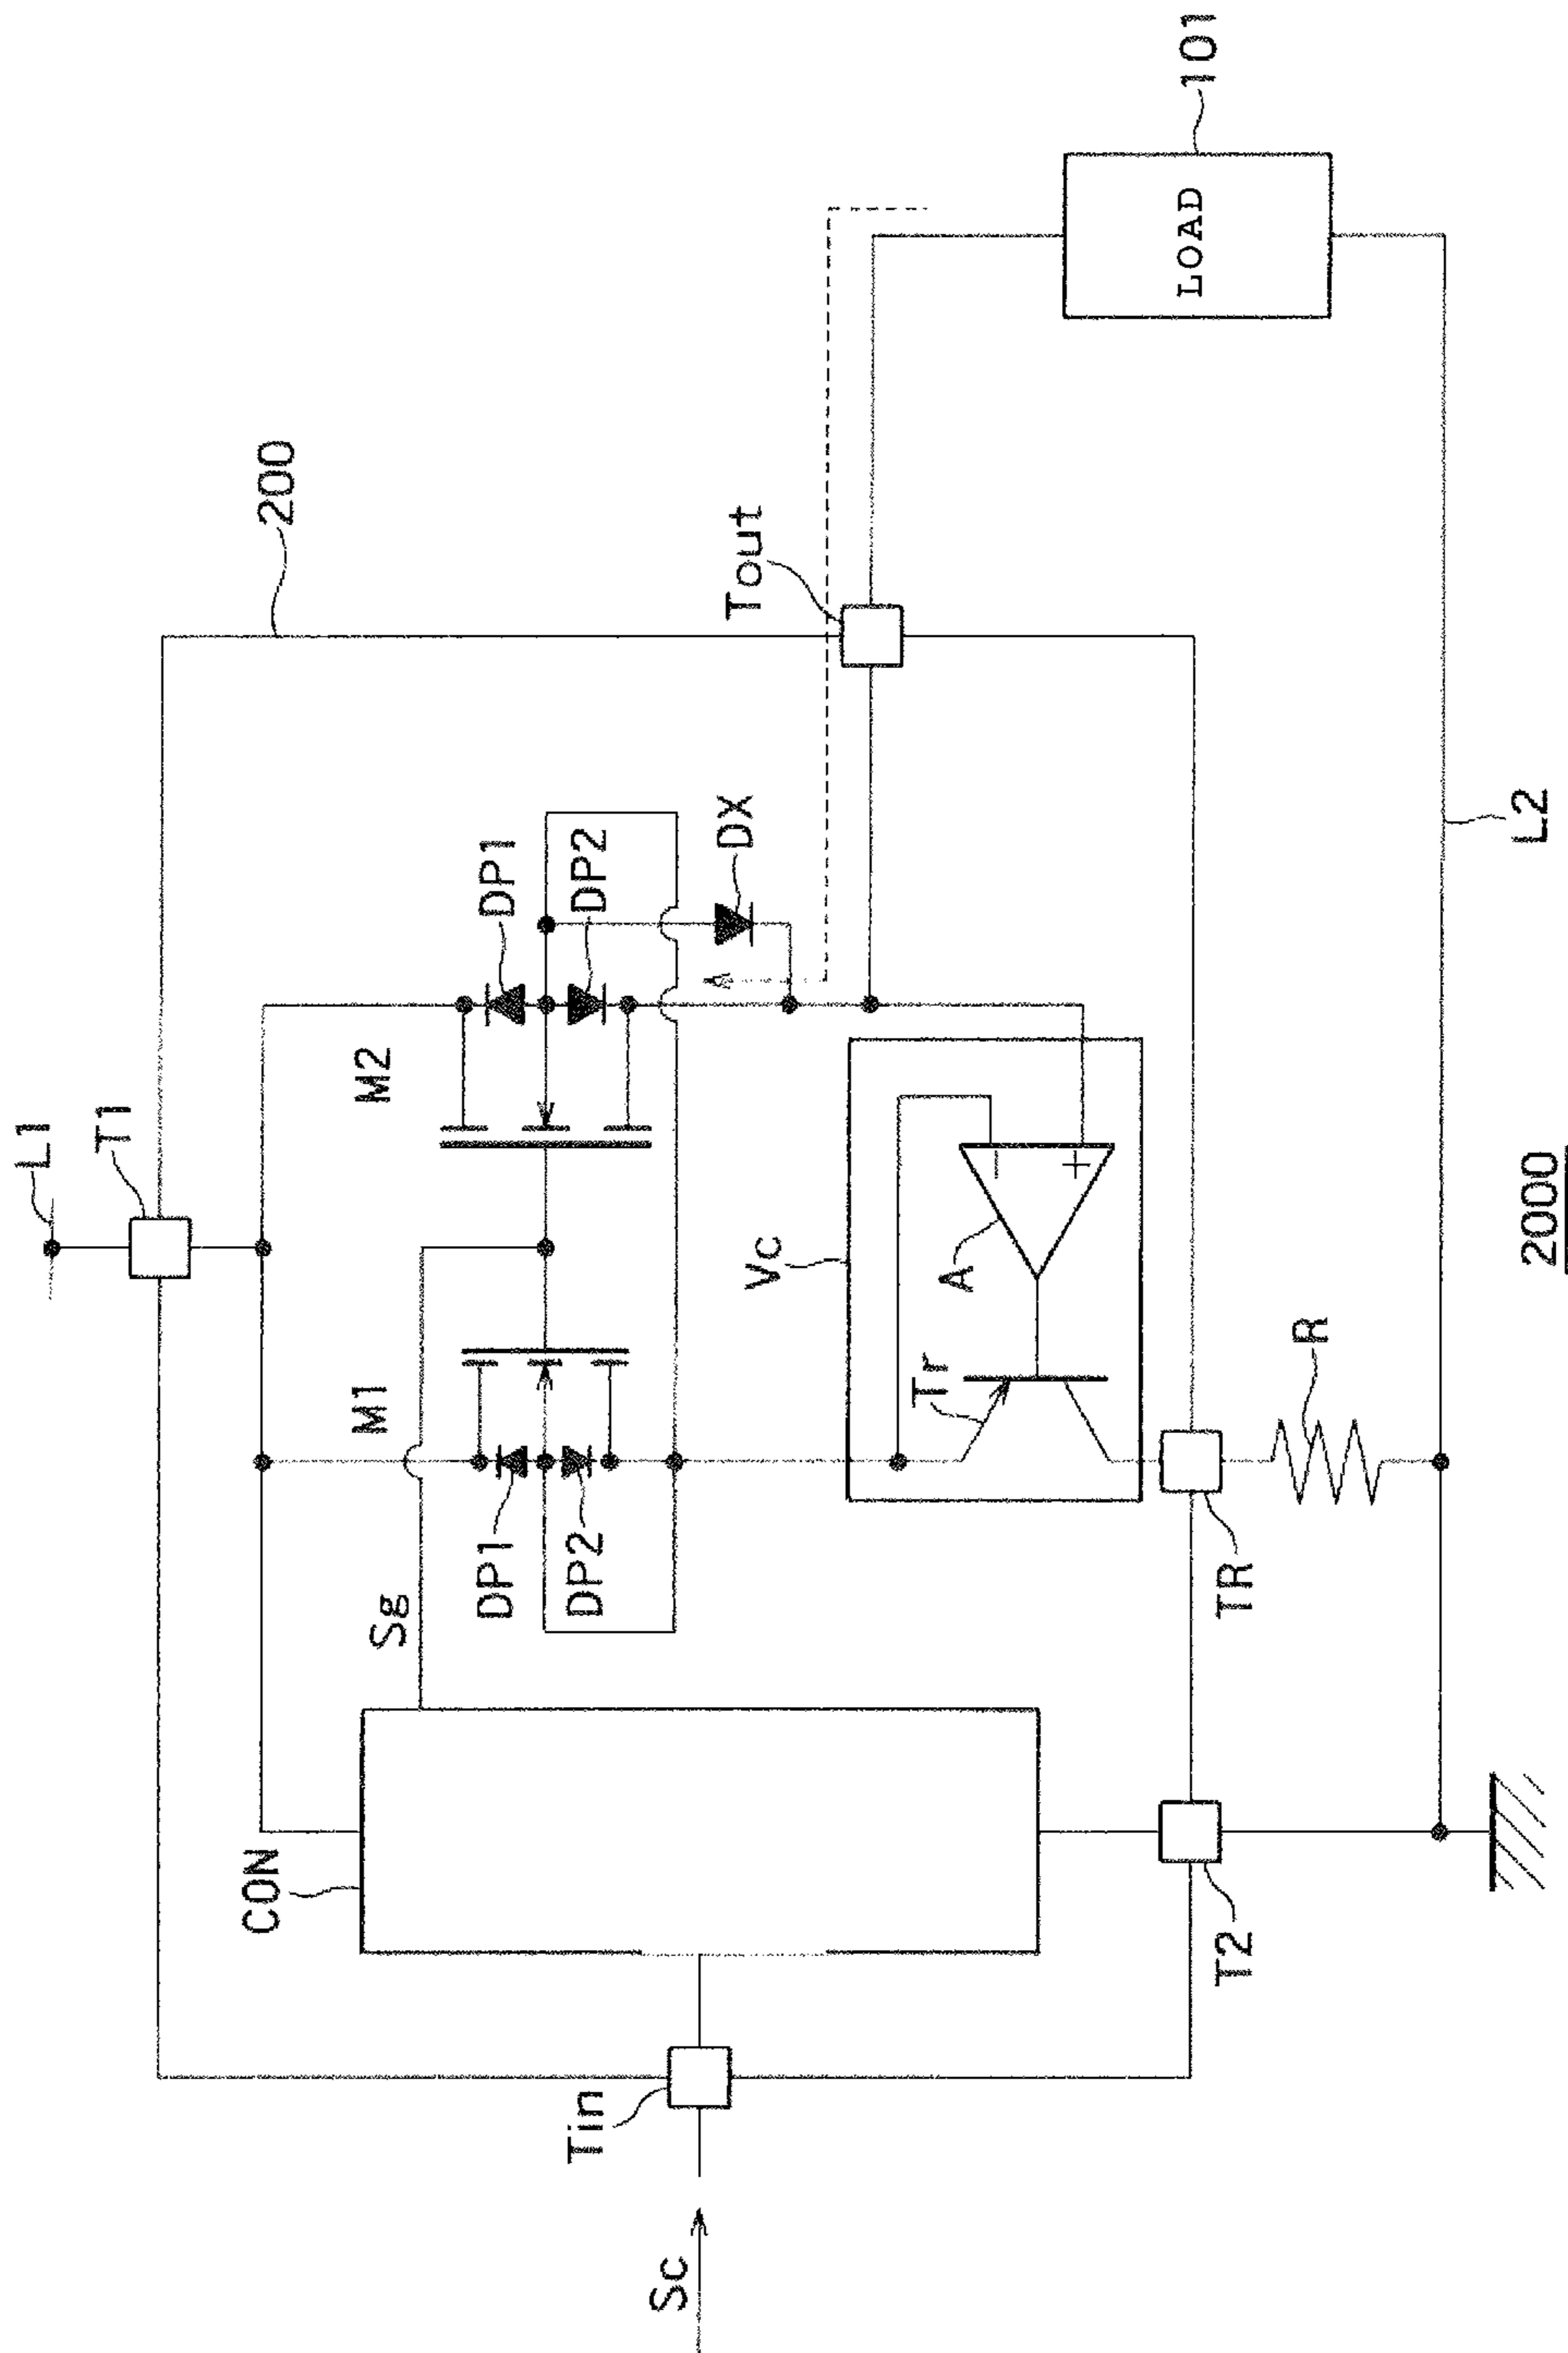 L1
T1
200
M1
M2
Sg
DP1
DP2
DP1
DP2
DX
CON
Tin
Sc
Vc
Tr
A
−
+
Tout
101
LOAD
TR
T2
R
L2
2000